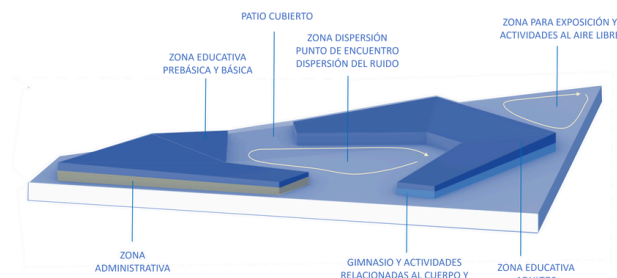 PATIO CUBIERTO
ZONA PARA EXPOSICIÓN Y
ACTIVIDADES AL AIRE LIBRE
ZONA DISPERSIÓN
PUNTO DE ENCUENTRO
DISPERSIÓN DEL RUIDO
ZONA EDUCATIVA
PREBÁSICA Y BÁSICA
ZONA
ADMINISTRATIVA
GIMNASIO Y ACTIVIDADES
RELACIONADAS AL CUERPO Y
ZONA EDUCATIVA